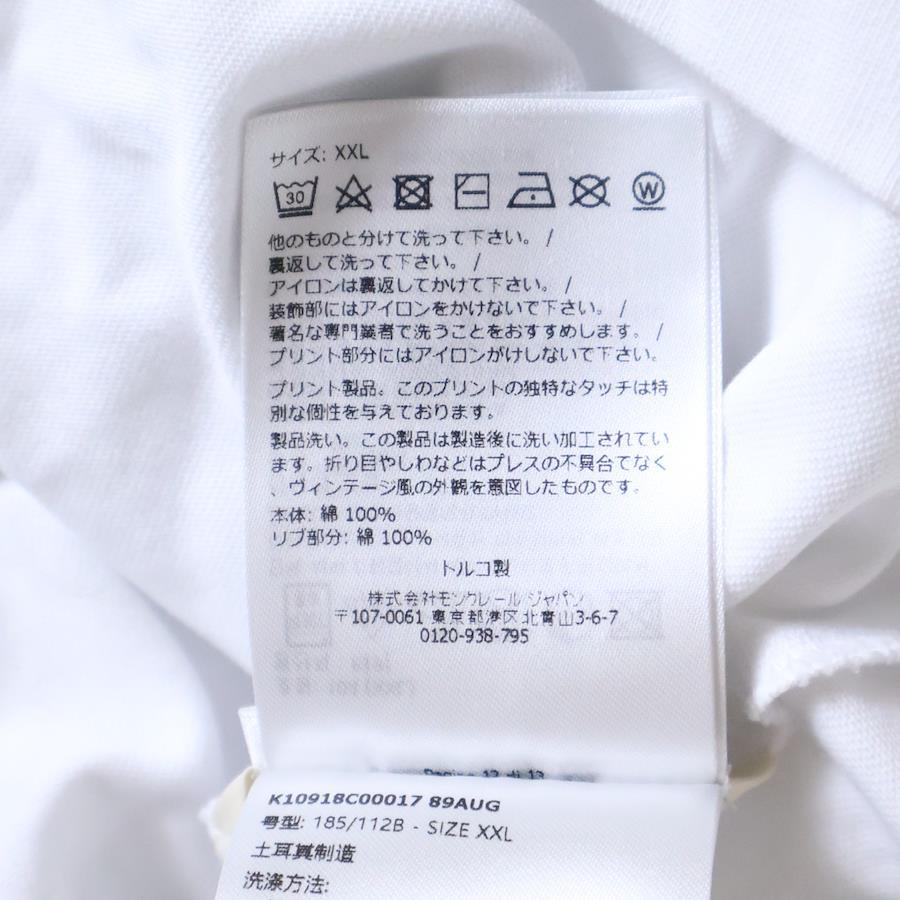 サイズ: XXL
30
W
他のものと分けて洗って下さい。 /
裏返して洗って下さい。 /
アイロンは裏返してかけて下さい。 /
装飾部にはアイロンをかけないで下さい。 /
著名な専門業者で洗うことをおすすめします。 /
プリント部分にはアイロンがけしないで下さい。
プリント製品。このプリントの独特なタッチは特
別な個性を与えております。
製品洗い。この製品は製造後に洗い加工されてい
ます。折り目やしわなどはプレスの不具合でなく
、ヴィンテージ風の外観を意図したものです。
本体: 綿 100%
リブ部分: 綿 100%
トルコ製
株式会社モンクレール ジャパン
〒107-0061 東京都港区北青山3-6-7
0120-938-795
Pagina 12 di 13
K10918C00017 89AUG
号型: 185/112B - SIZE XXL
土耳其制造
洗涤方法: